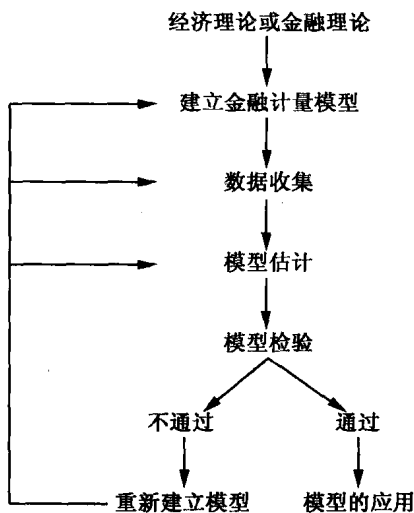 经济理论或金融理论
建立金融计量模型
数据收集
模型估计
模型检验
不通过
通过
重新建立模型
模型的应用